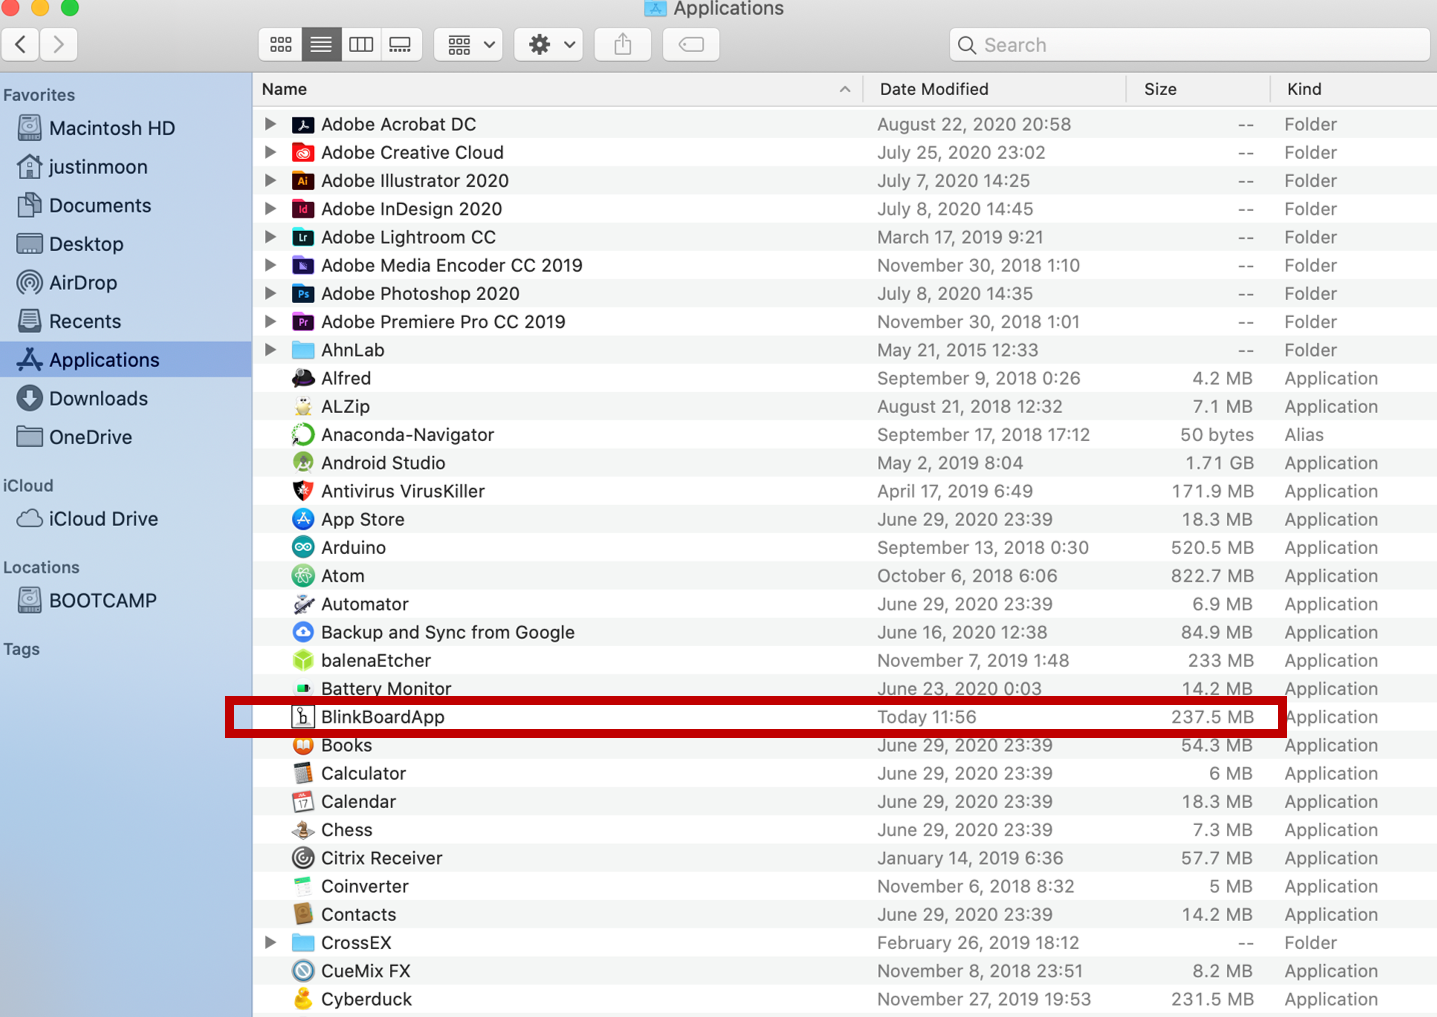 Applications
Search
Favorites
Macintosh HD
justinmoon
Documents
Desktop
AirDrop
Recents
Applications
Downloads
OneDrive
iCloud
iCloud Drive
Locations
BOOTCAMP
Tags
Name Date Modified Size Kind
Adobe Acrobat DC August 22, 2020 20:58 -- Folder
Adobe Creative Cloud July 25, 2020 23:02 -- Folder
Adobe Illustrator 2020 July 7, 2020 14:25 -- Folder
Adobe InDesign 2020 July 8, 2020 14:45 -- Folder
Adobe Lightroom CC March 17, 2019 9:21 -- Folder
Adobe Media Encoder CC 2019 November 30, 2018 1:10 -- Folder
Adobe Photoshop 2020 July 8, 2020 14:35 -- Folder
Adobe Premiere Pro CC 2019 November 30, 2018 1:01 -- Folder
AhnLab May 21, 2015 12:33 -- Folder
Alfred September 9, 2018 0:26 4.2 MB Application
ALZip August 21, 2018 12:32 7.1 MB Application
Anaconda-Navigator September 17, 2018 17:12 50 bytes Alias
Android Studio May 2, 2019 8:04 1.71 GB Application
Antivirus VirusKiller April 17, 2019 6:49 171.9 MB Application
App Store June 29, 2020 23:39 18.3 MB Application
Arduino September 13, 2018 0:30 520.5 MB Application
Atom October 6, 2018 6:06 822.7 MB Application
Automator June 29, 2020 23:39 6.9 MB Application
Backup and Sync from Google June 16, 2020 12:38 84.9 MB Application
balenaEtcher November 7, 2019 1:48 233 MB Application
Battery Monitor June 23, 2020 0:03 14.2 MB Application
BlinkBoardApp Today 11:56 237.5 MB Application
Books June 29, 2020 23:39 54.3 MB Application
Calculator June 29, 2020 23:39 6 MB Application
Calendar June 29, 2020 23:39 18.3 MB Application
Chess June 29, 2020 23:39 7.3 MB Application
Citrix Receiver January 14, 2019 6:36 57.7 MB Application
Coinverter November 6, 2018 8:32 5 MB Application
Contacts June 29, 2020 23:39 14.2 MB Application
CrossEX February 26, 2019 18:12 -- Folder
CueMix FX November 8, 2018 23:51 8.2 MB Application
Cyberduck November 27, 2019 19:53 231.5 MB Application